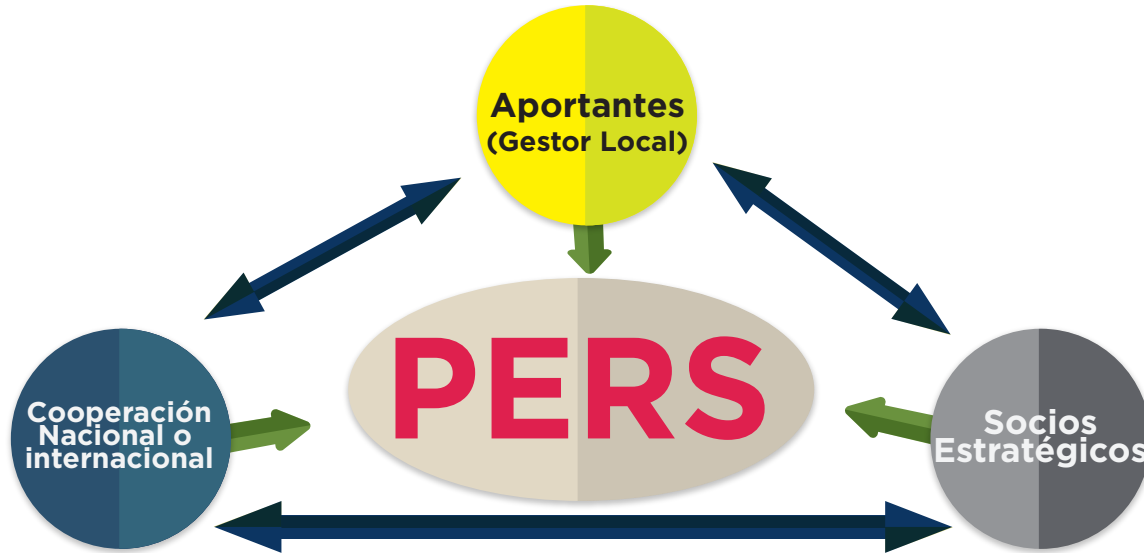 Aportantes
(Gestor Local)
PERS
Cooperación
Nacional o
internacional
Socios
Estratégicos